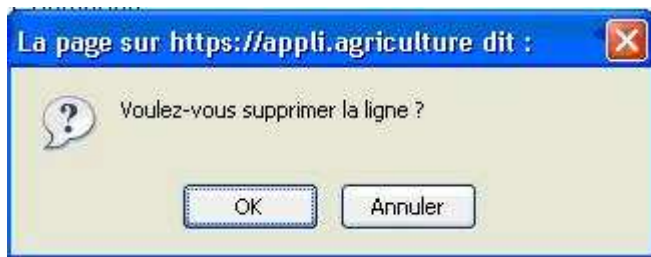 La page sur https://appli.agriculture dit :
Voulez-vous supprimer la ligne ?
OK
Annuler